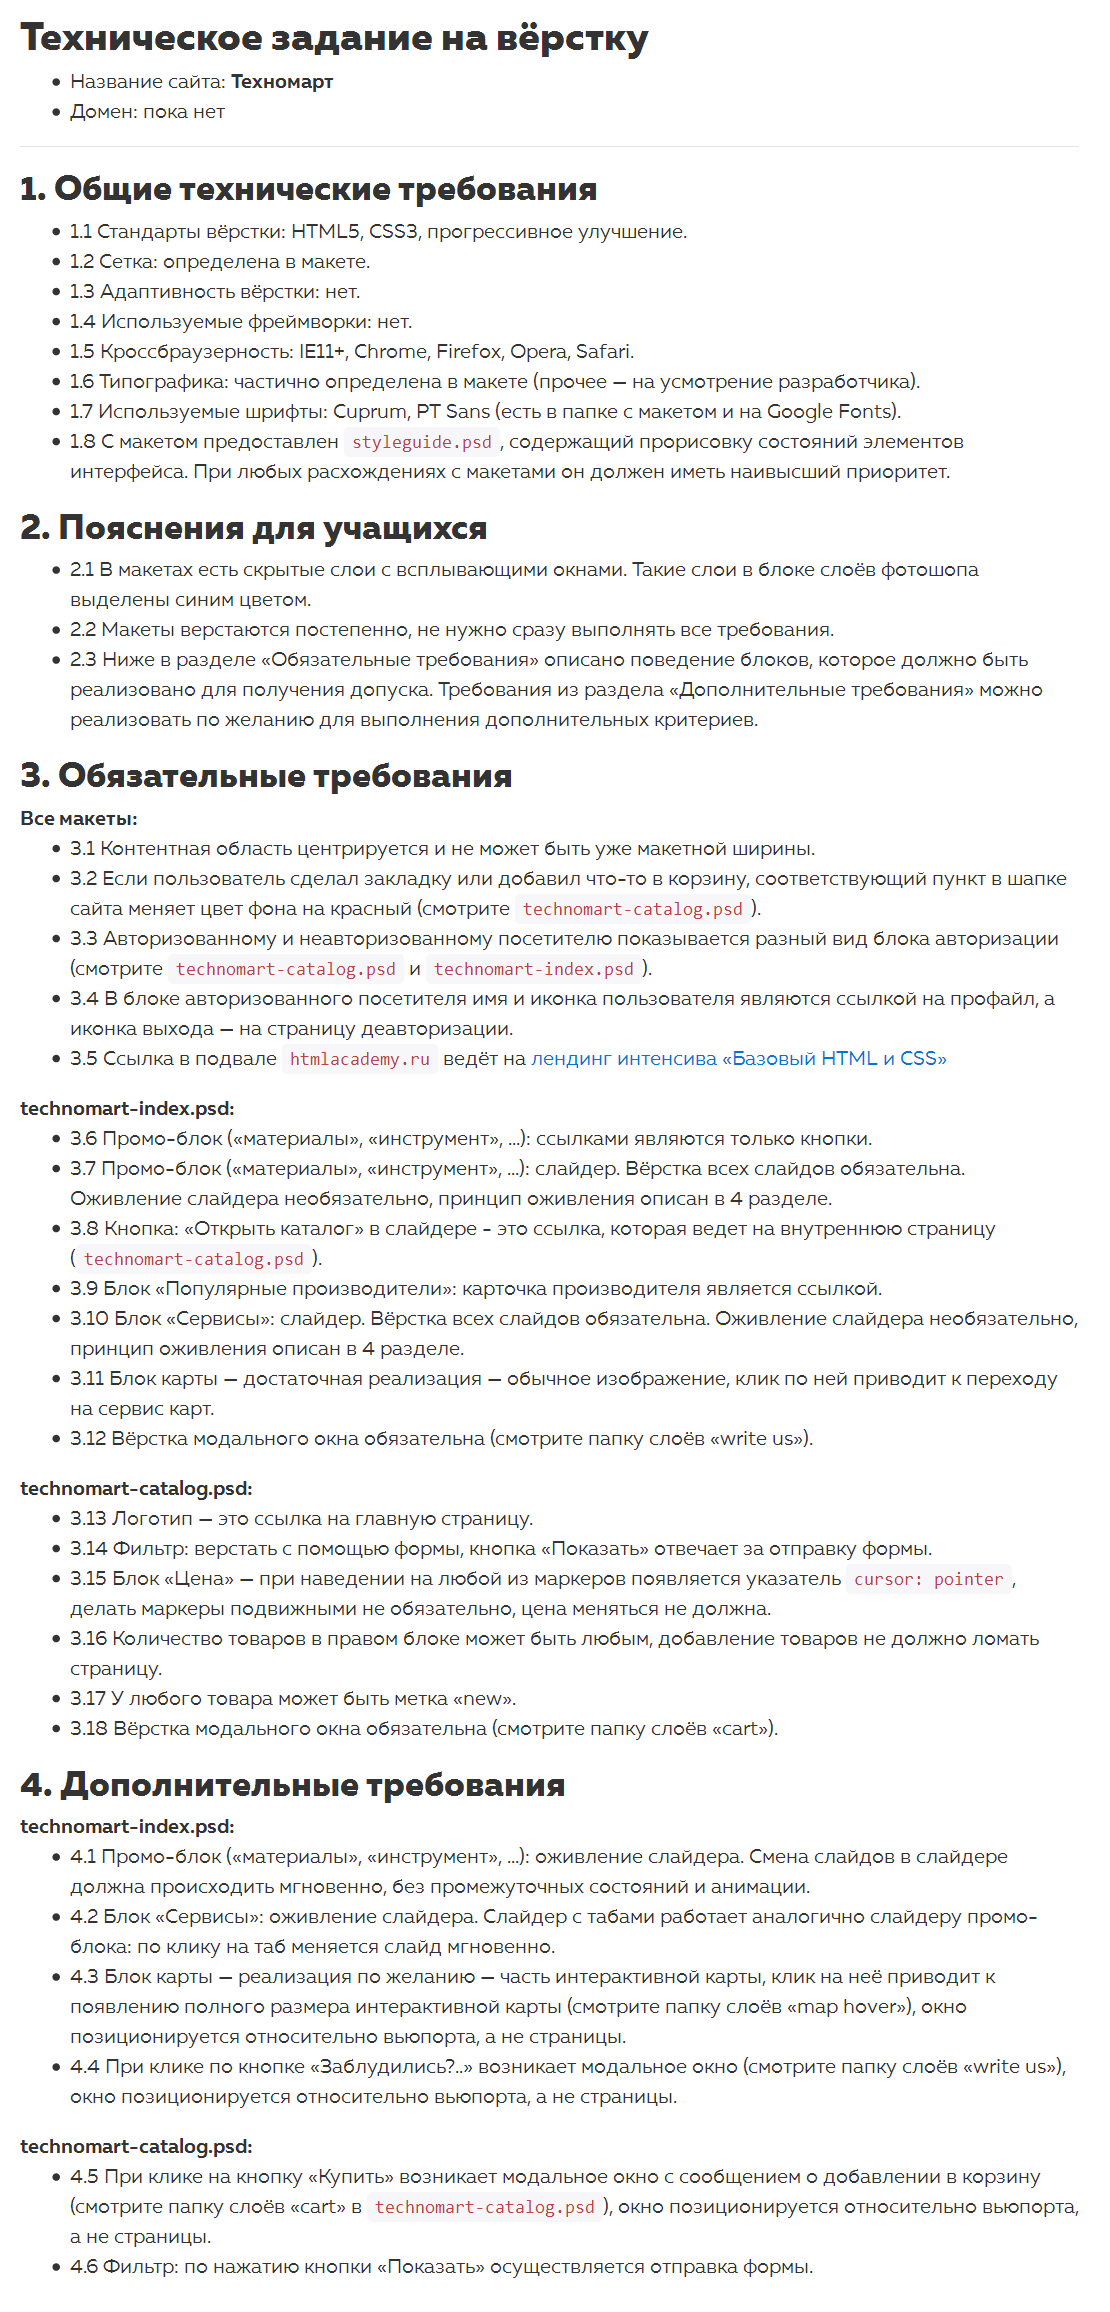 Техническое задание на вёрстку
• Название сайта: Техномарт
• Домен: пока нет
1. Общие технические требования
• 1.1 Стандарты вёрстки: HTML5, CSS3, прогрессивное улучшение.
• 1.2 Сетка: определена в макете.
• 1.3 Адаптивность вёрстки: нет.
• 1.4 Используемые фреймворки: нет.
• 1.5 Кроссбраузерность: IE11+, Chrome, Firefox, Opera, Safari.
• 1.6 Типографика: частично определена в макете (прочее — на усмотрение разработчика).
• 1.7 Используемые шрифты: Cuprum, PT Sans (есть в папке с макетом и на Google Fonts).
• 1.8 С макетом предоставлен styleguide.psd, содержащий прорисовку состояний элементов
интерфейса. При любых расхождениях с макетами он должен иметь наивысший приоритет.
2. Пояснения для учащихся
• 2.1 В макетах есть скрытые слои с всплывающими окнами. Такие слои в блоке слоёв фотошопа
выделены синим цветом.
• 2.2 Макеты верстаются постепенно, не нужно сразу выполнять все требования.
• 2.3 Ниже в разделе «Обязательные требования» описано поведение блоков, которое должно быть
реализовано для получения допуска. Требования из раздела «Дополнительные требования» можно
реализовать по желанию для выполнения дополнительных критериев.
3. Обязательные требования
Все макеты:
• 3.1 Контентная область центрируется и не может быть уже макетной ширины.
• 3.2 Если пользователь сделал закладку или добавил что-то в корзину, соответствующий пункт в шапке
сайта меняет цвет фона на красный (смотрите technomart-catalog.psd ).
• 3.3 Авторизованному и неавторизованному посетителю показывается разный вид блока авторизации
(смотрите technomart-catalog.psd и technomart-index.psd ).
• 3.4 В блоке авторизованного посетителя имя и иконка пользователя являются ссылкой на профайл, а
иконка выхода — на страницу деавторизации.
• 3.5 Ссылка в подвале htmlacademy.ru ведёт на лендинг интенсива «Базовый HTML и CSS»
technomart-index.psd:
• 3.6 Промо-блок («материалы», «инструмент», ...): ссылками являются только кнопки.
• 3.7 Промо-блок («материалы», «инструмент», ...): слайдер. Вёрстка всех слайдов обязательна.
Оживление слайдера необязательно, принцип оживления описан в 4 разделе.
• 3.8 Кнопка: «Открыть каталог» в слайдере - это ссылка, которая ведет на внутреннюю страницу
( technomart-catalog.psd ).
• 3.9 Блок «Популярные производители»: карточка производителя является ссылкой.
• 3.10 Блок «Сервисы»: слайдер. Вёрстка всех слайдов обязательна. Оживление слайдера необязательно,
принцип оживления описан в 4 разделе.
• 3.11 Блок карты — достаточная реализация — обычное изображение, клик по ней приводит к переходу
на сервис карт.
• 3.12 Вёрстка модального окна обязательна (смотрите папку слоёв «write us»).
technomart-catalog.psd:
• 3.13 Логотип — это ссылка на главную страницу.
• 3.14 Фильтр: верстать с помощью формы, кнопка «Показать» отвечает за отправку формы.
• 3.15 Блок «Цена» — при наведении на любой из маркеров появляется указатель cursor: pointer ,
делать маркеры подвижными не обязательно, цена меняться не должна.
• 3.16 Количество товаров в правом блоке может быть любым, добавление товаров не должно ломать
страницу.
• 3.17 У любого товара может быть метка «new».
• 3.18 Вёрстка модального окна обязательна (смотрите папку слоёв «cart»).
4. Дополнительные требования
technomart-index.psd:
• 4.1 Промо-блок («материалы», «инструмент», ...): оживление слайдера. Смена слайдов в слайдере
должна происходить мгновенно, без промежуточных состояний и анимации.
• 4.2 Блок «Сервисы»: оживление слайдера. Слайдер с табами работает аналогично слайдеру промо-
блока: по клику на таб меняется слайд мгновенно.
• 4.3 Блок карты — реализация по желанию — часть интерактивной карты, клик на неё приводит к
появлению полного размера интерактивной карты (смотрите папку слоёв «map hover»), окно
позиционируется относительно вьюпорта, а не страницы.
• 4.4 При клике по кнопке «Заблудились?..» возникает модальное окно (смотрите папку слоёв «write us»),
окно позиционируется относительно вьюпорта, а не страницы.
technomart-catalog.psd:
• 4.5 При клике на кнопку «Купить» возникает модальное окно с сообщением о добавлении в корзину
(смотрите папку слоёв «cart» в technomart-catalog.psd ), окно позиционируется относительно вьюпорта,
а не страницы.
• 4.6 Фильтр: по нажатию кнопки «Показать» осуществляется отправка формы.